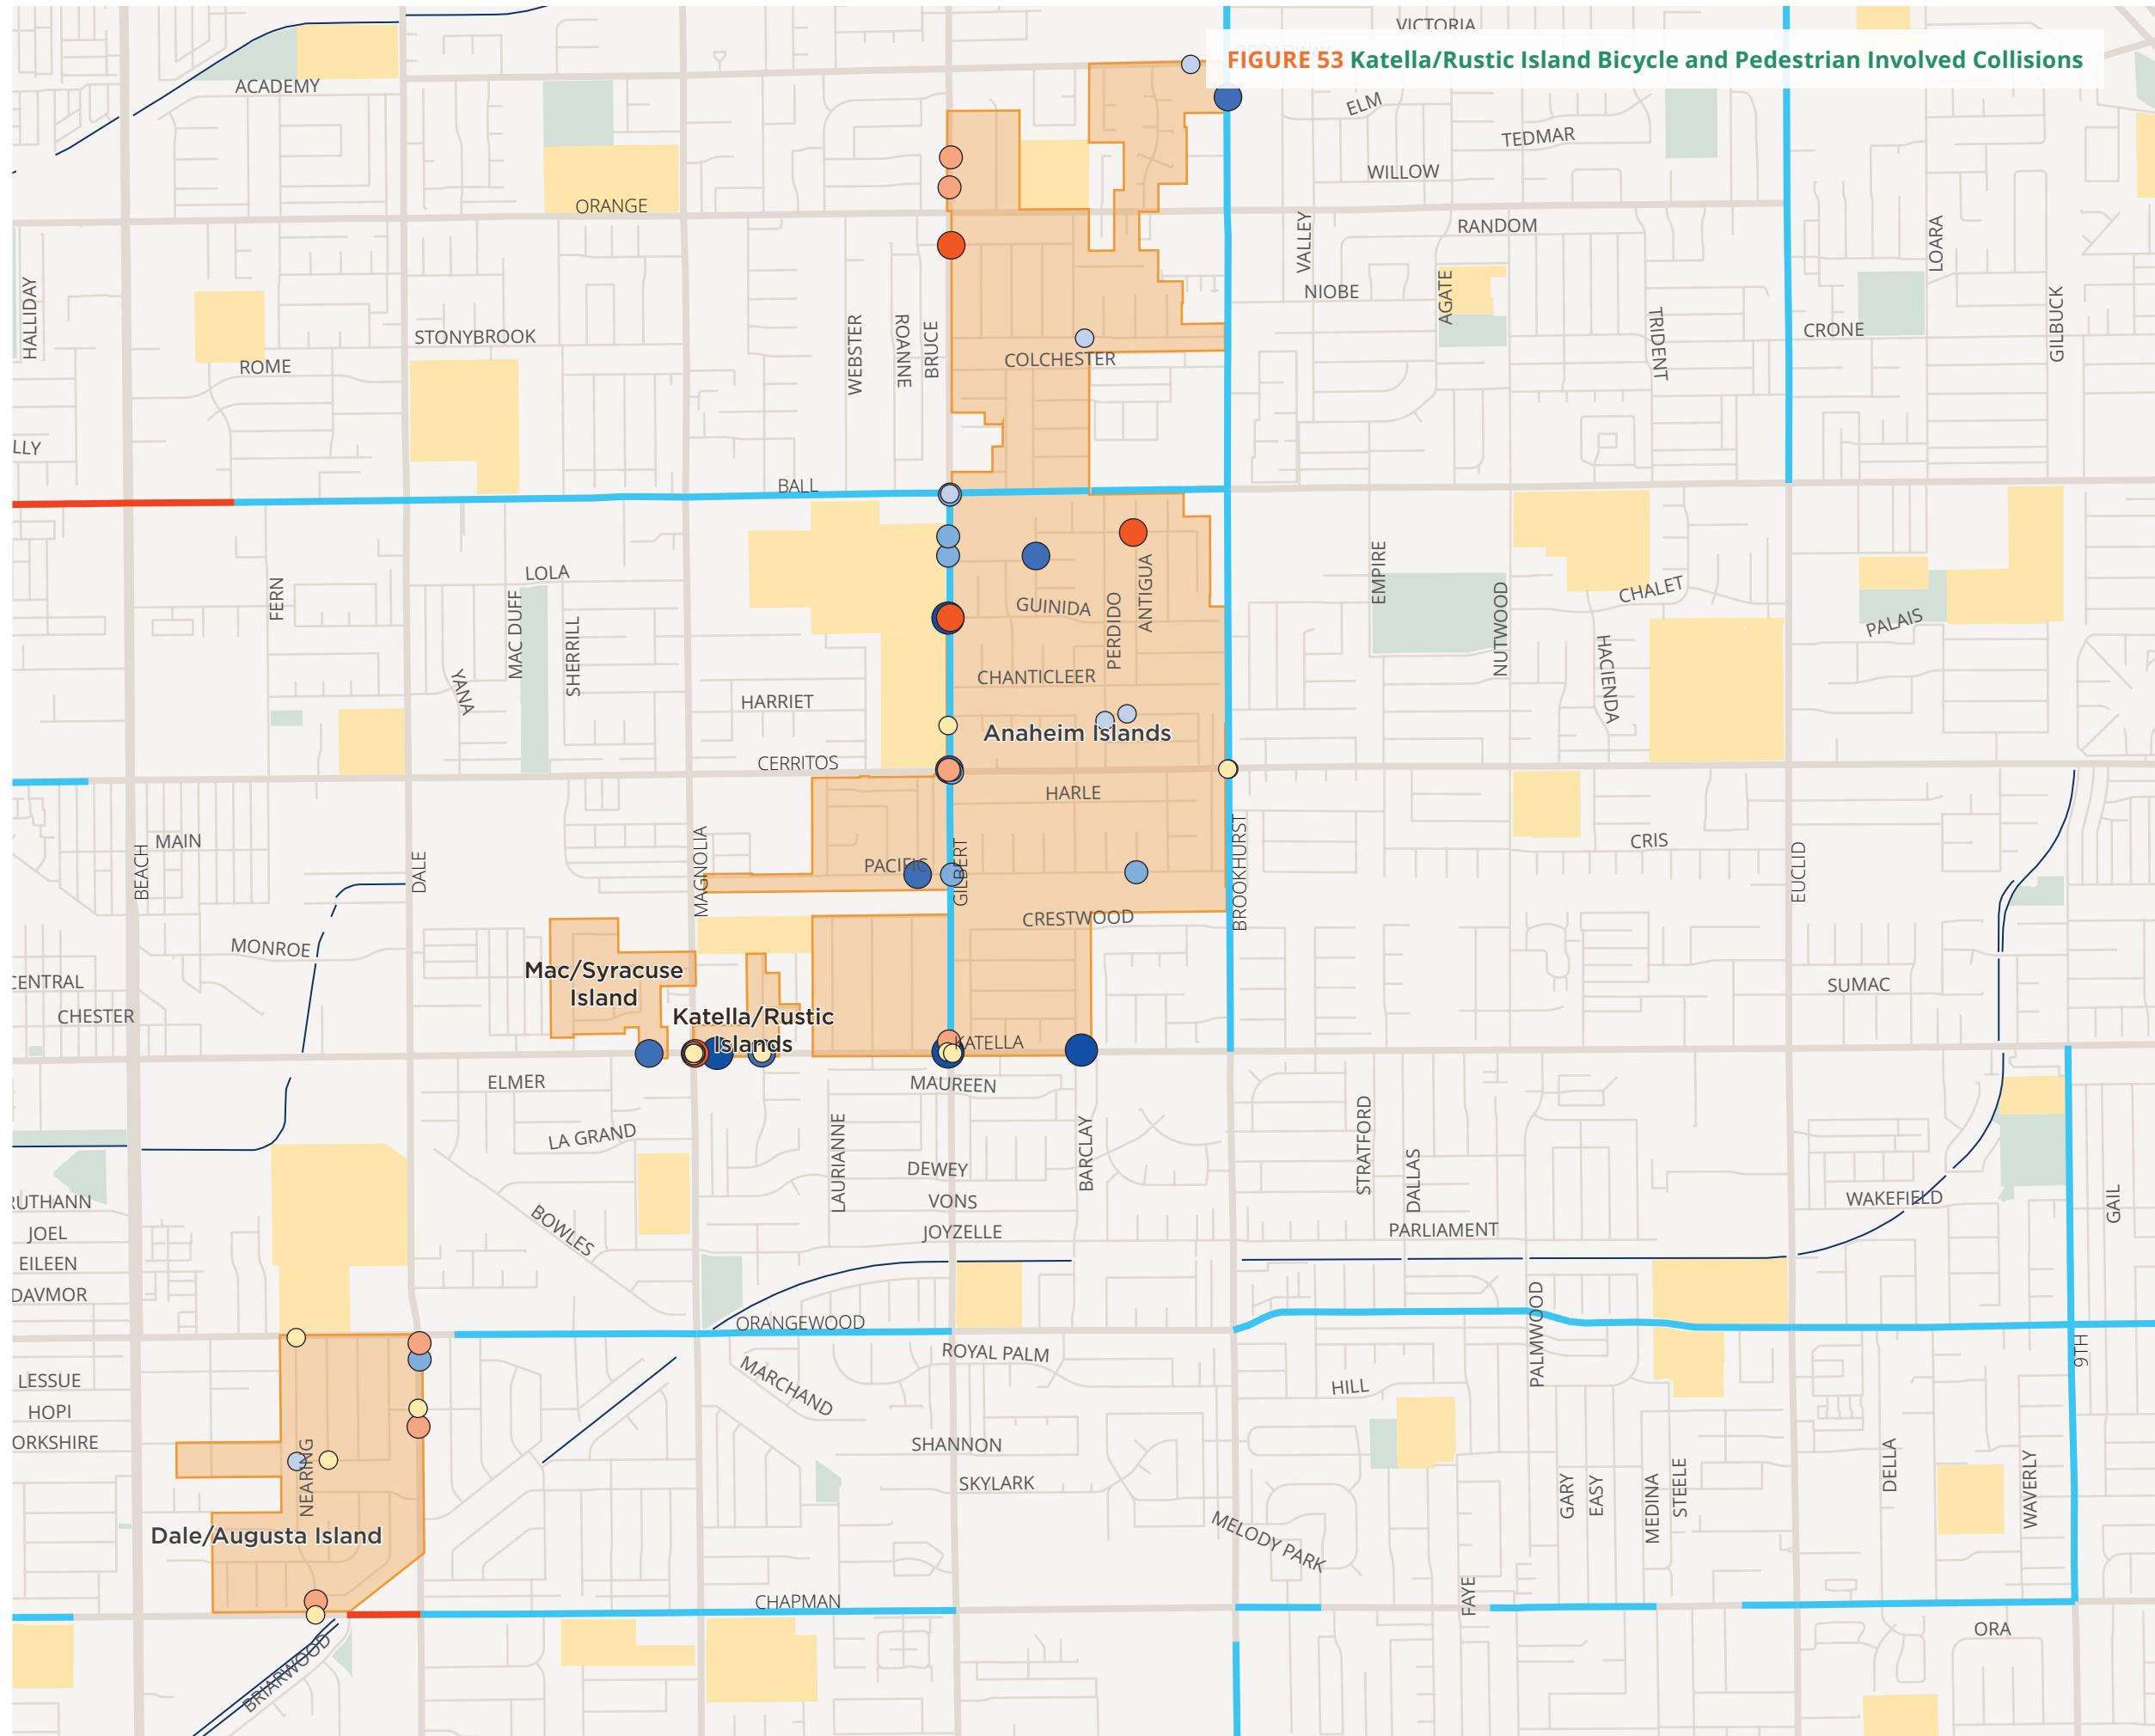 VICTORIA
FIGURE 53 Katella/Rustic Island Bicycle and Pedestrian Involved Collisions
ACADEMY
ELM
TEDMAR
WILLOW
ORANGE
RANDOM
VALLEY
LOARA
HALLIDAY
NIOBE
AGATE
GILBUCK
STONYBROOK
WEBSTER
ROANNE
BRUCE
TRIDENT
CRONE
COLCHESTER
ROME
LLY
BALL
LOLA
FERN
MAC DUFF
SHERRILL
YANA
GUINIDA
PERDIDO
ANTIGUA
EMPIRE
NUTWOOD
CHALET
HACIENDA
PALAIS
CHANTICLEER
HARRIET
Anaheim Islands
CERRITOS
HARLE
MAIN
BEACH
DALE
MAGNOLIA
PACIFIC
GILBERT
BROOKHURST
CRIS
EUCLID
CRESTWOOD
MONROE
Mac/Syracuse
Island
CENTRAL
SUMAC
CHESTER
Katella/Rustic
Islands
KATELLA
ELMER
MAUREEN
LA GRAND
LAURIANNE
BARCLAY
STRATFORD
DALLAS
DEWEY
VONS
JOYZELLE
RUTHANN
JOEL
EILEEN
DAVMOR
BOWLES
PARLIAMENT
WAKEFIELD
GAIL
ORANGEWOOD
PALMWOOD
9TH
ROYAL PALM
MARCHAND
HILL
LESSUE
HOPI
ORKSHIRE
NEARING
SHANNON
SKYLARK
GARY
EASY
MEDINA
STEELE
DELLA
WAVERLY
Dale/Augusta Island
MELODY PARK
CHAPMAN
FAYE
ORA
BRIARWOOD